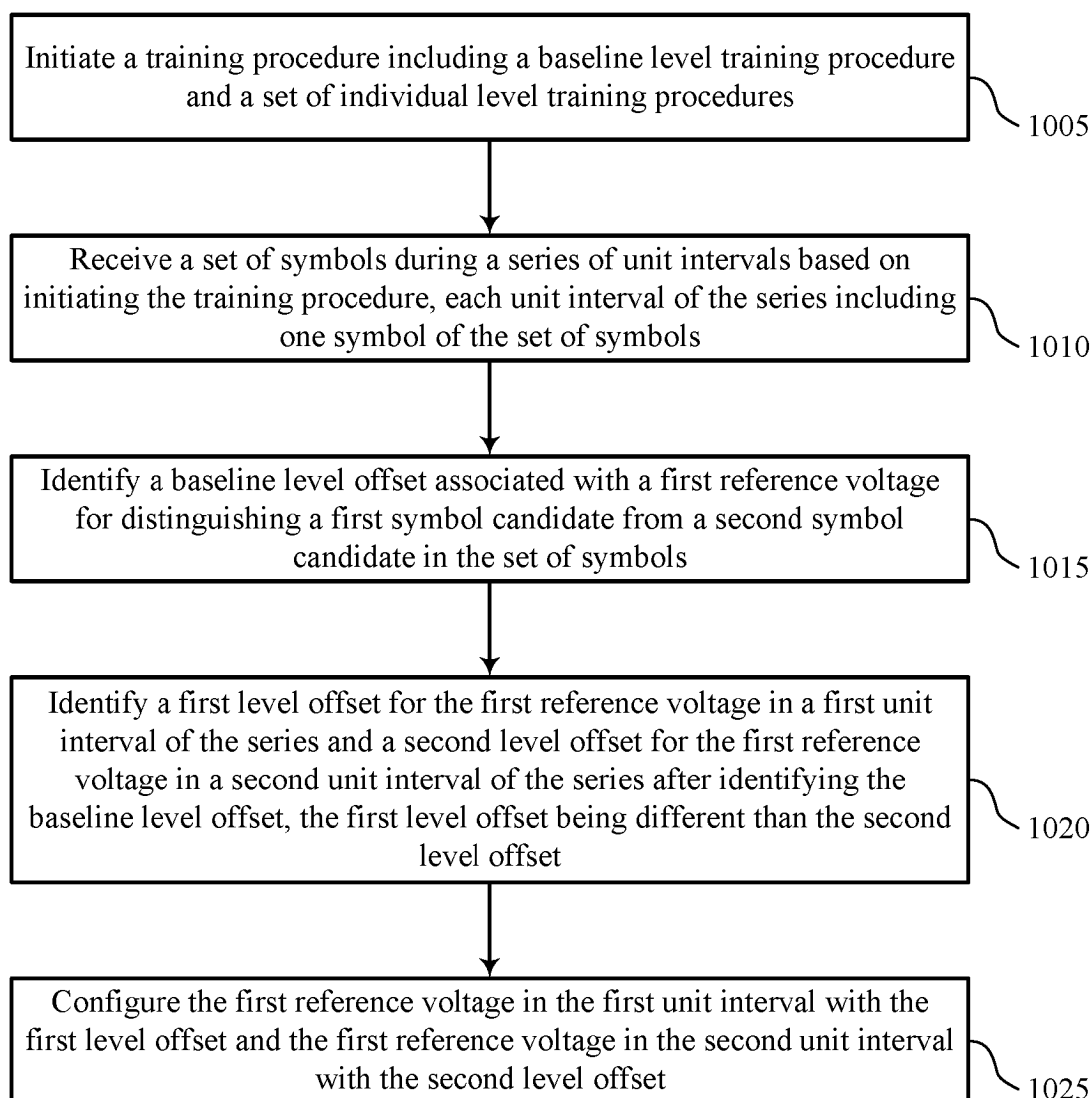 Initiate a training procedure including a baseline level training procedure
and a set of individual level training procedures
1005
Receive a set of symbols during a series of unit intervals based on
initiating the training procedure, each unit interval of the series including
one symbol of the set of symbols
1010
Identify a baseline level offset associated with a first reference voltage
for distinguishing a first symbol candidate from a second symbol
candidate in the set of symbols
1015
Identify a first level offset for the first reference voltage in a first unit
interval of the series and a second level offset for the first reference
voltage in a second unit interval of the series after identifying the
baseline level offset, the first level offset being different than the second
level offset
1020
Configure the first reference voltage in the first unit interval with the
first level offset and the first reference voltage in the second unit interval
with the second level offset
1025